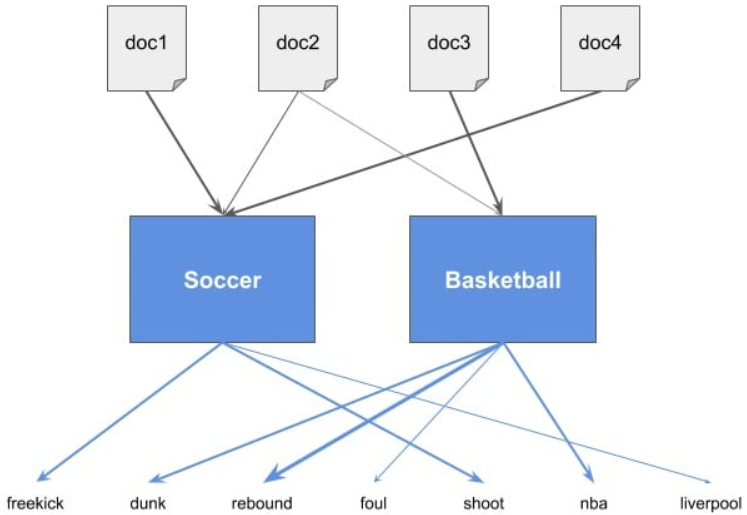 doc1 doc2 doc3 doc4
Soccer Basketball
freekick dunk rebound foul shoot nba liverpool